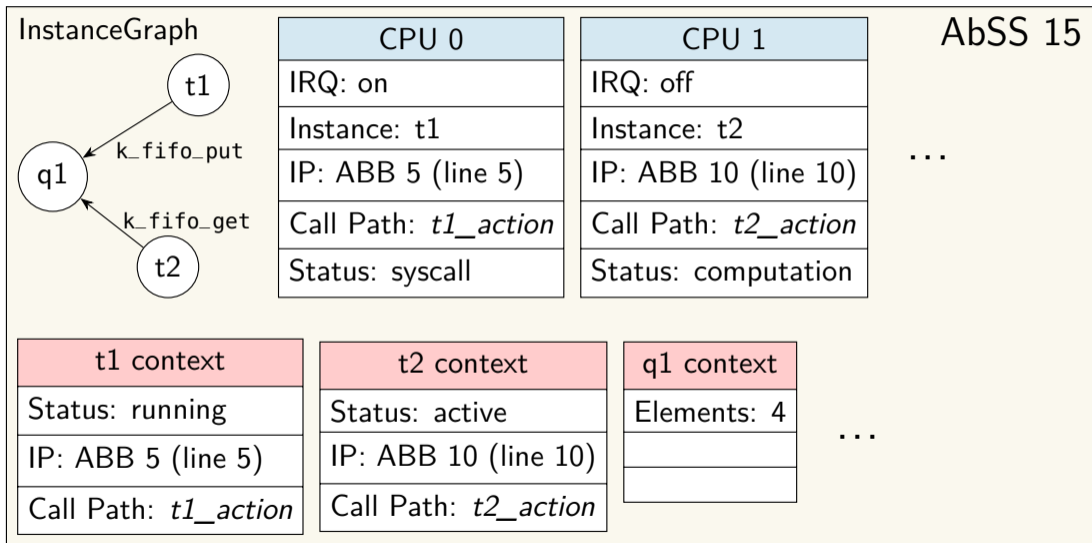 InstanceGraph
AbSS 15
t1
k_fifo_put
q1
k_fifo_get
t2
CPU 0
IRQ: on
Instance: t1
IP: ABB 5 (line 5)
Call Path: t1_action
Status: syscall
CPU 1
IRQ: off
Instance: t2
IP: ABB 10 (line 10)
Call Path: t2_action
Status: computation
...
t1 context
Status: running
IP: ABB 5 (line 5)
Call Path: t1_action
t2 context
Status: active
IP: ABB 10 (line 10)
Call Path: t2_action
q1 context
Elements: 4
...